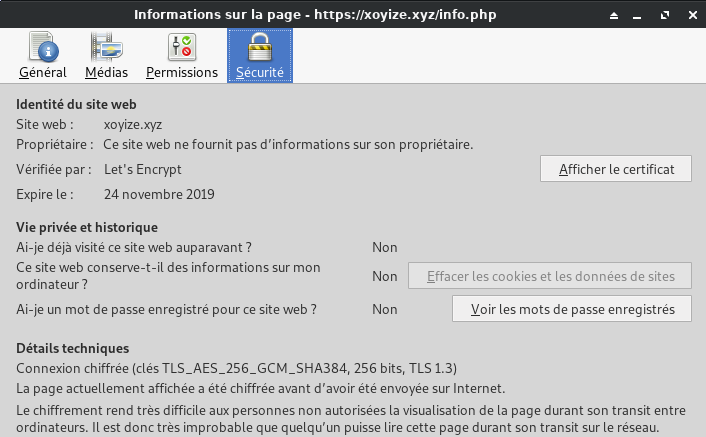 Informations sur la page - https://xoyize.xyz/info.php
Général Médias Permissions Sécurité
Identité du site web
Site web : xoyize.xyz
Propriétaire : Ce site web ne fournit pas d'informations sur son propriétaire.
Vérifiée par : Let's Encrypt Afficher le certificat
Expire le : 24 novembre 2019
Vie privée et historique
Ai-je déjà visité ce site web auparavant ? Non
Ce site web conserve-t-il des informations sur mon
ordinateur ? Non Effacer les cookies et les données de sites
Ai-je un mot de passe enregistré pour ce site web ? Non Voir les mots de passe enregistrés
Détails techniques
Connexion chiffrée (clés TLS_AES_256_GCM_SHA384, 256 bits, TLS 1.3)
La page actuellement affichée a été chiffrée avant d'avoir été envoyée sur Internet.
Le chiffrement rend très difficile aux personnes non autorisées la visualisation de la page durant son transit entre
ordinateurs. Il est donc très improbable que quelqu'un puisse lire cette page durant son transit sur le réseau.